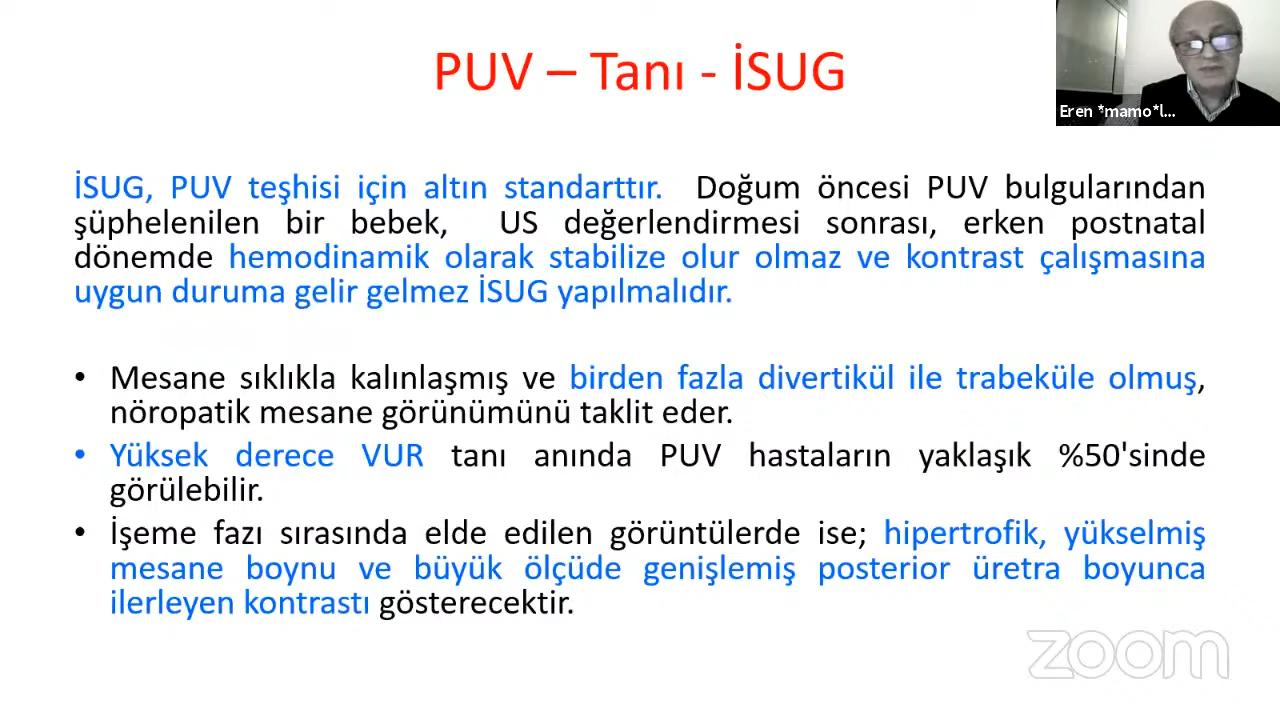 PUV – Tanı - İSUG
Eren *mamo*l...
İSUG, PUV teşhisi için altın standarttır. Doğum öncesi PUV bulgularından
şüphelenilen bir bebek, US değerlendirmesi sonrası, erken postnatal
dönemde hemodinamik olarak stabilize olur olmaz ve kontrast çalışmasına
uygun duruma gelir gelmez İSUG yapılmalıdır.
• Mesane sıklıkla kalınlaşmış ve birden fazla divertikül ile trabeküle olmuş,
nöropatik mesane görünümünü taklit eder.
• Yüksek derece VUR tanı anında PUV hastaların yaklaşık %50'sinde
görülebilir.
• İşeme fazı sırasında elde edilen görüntülerde ise; hipertrofik, yükselmiş
mesane boynu ve büyük ölçüde genişlemiş posterior üretra boyunca
ilerleyen kontrastı gösterecektir.
zoom